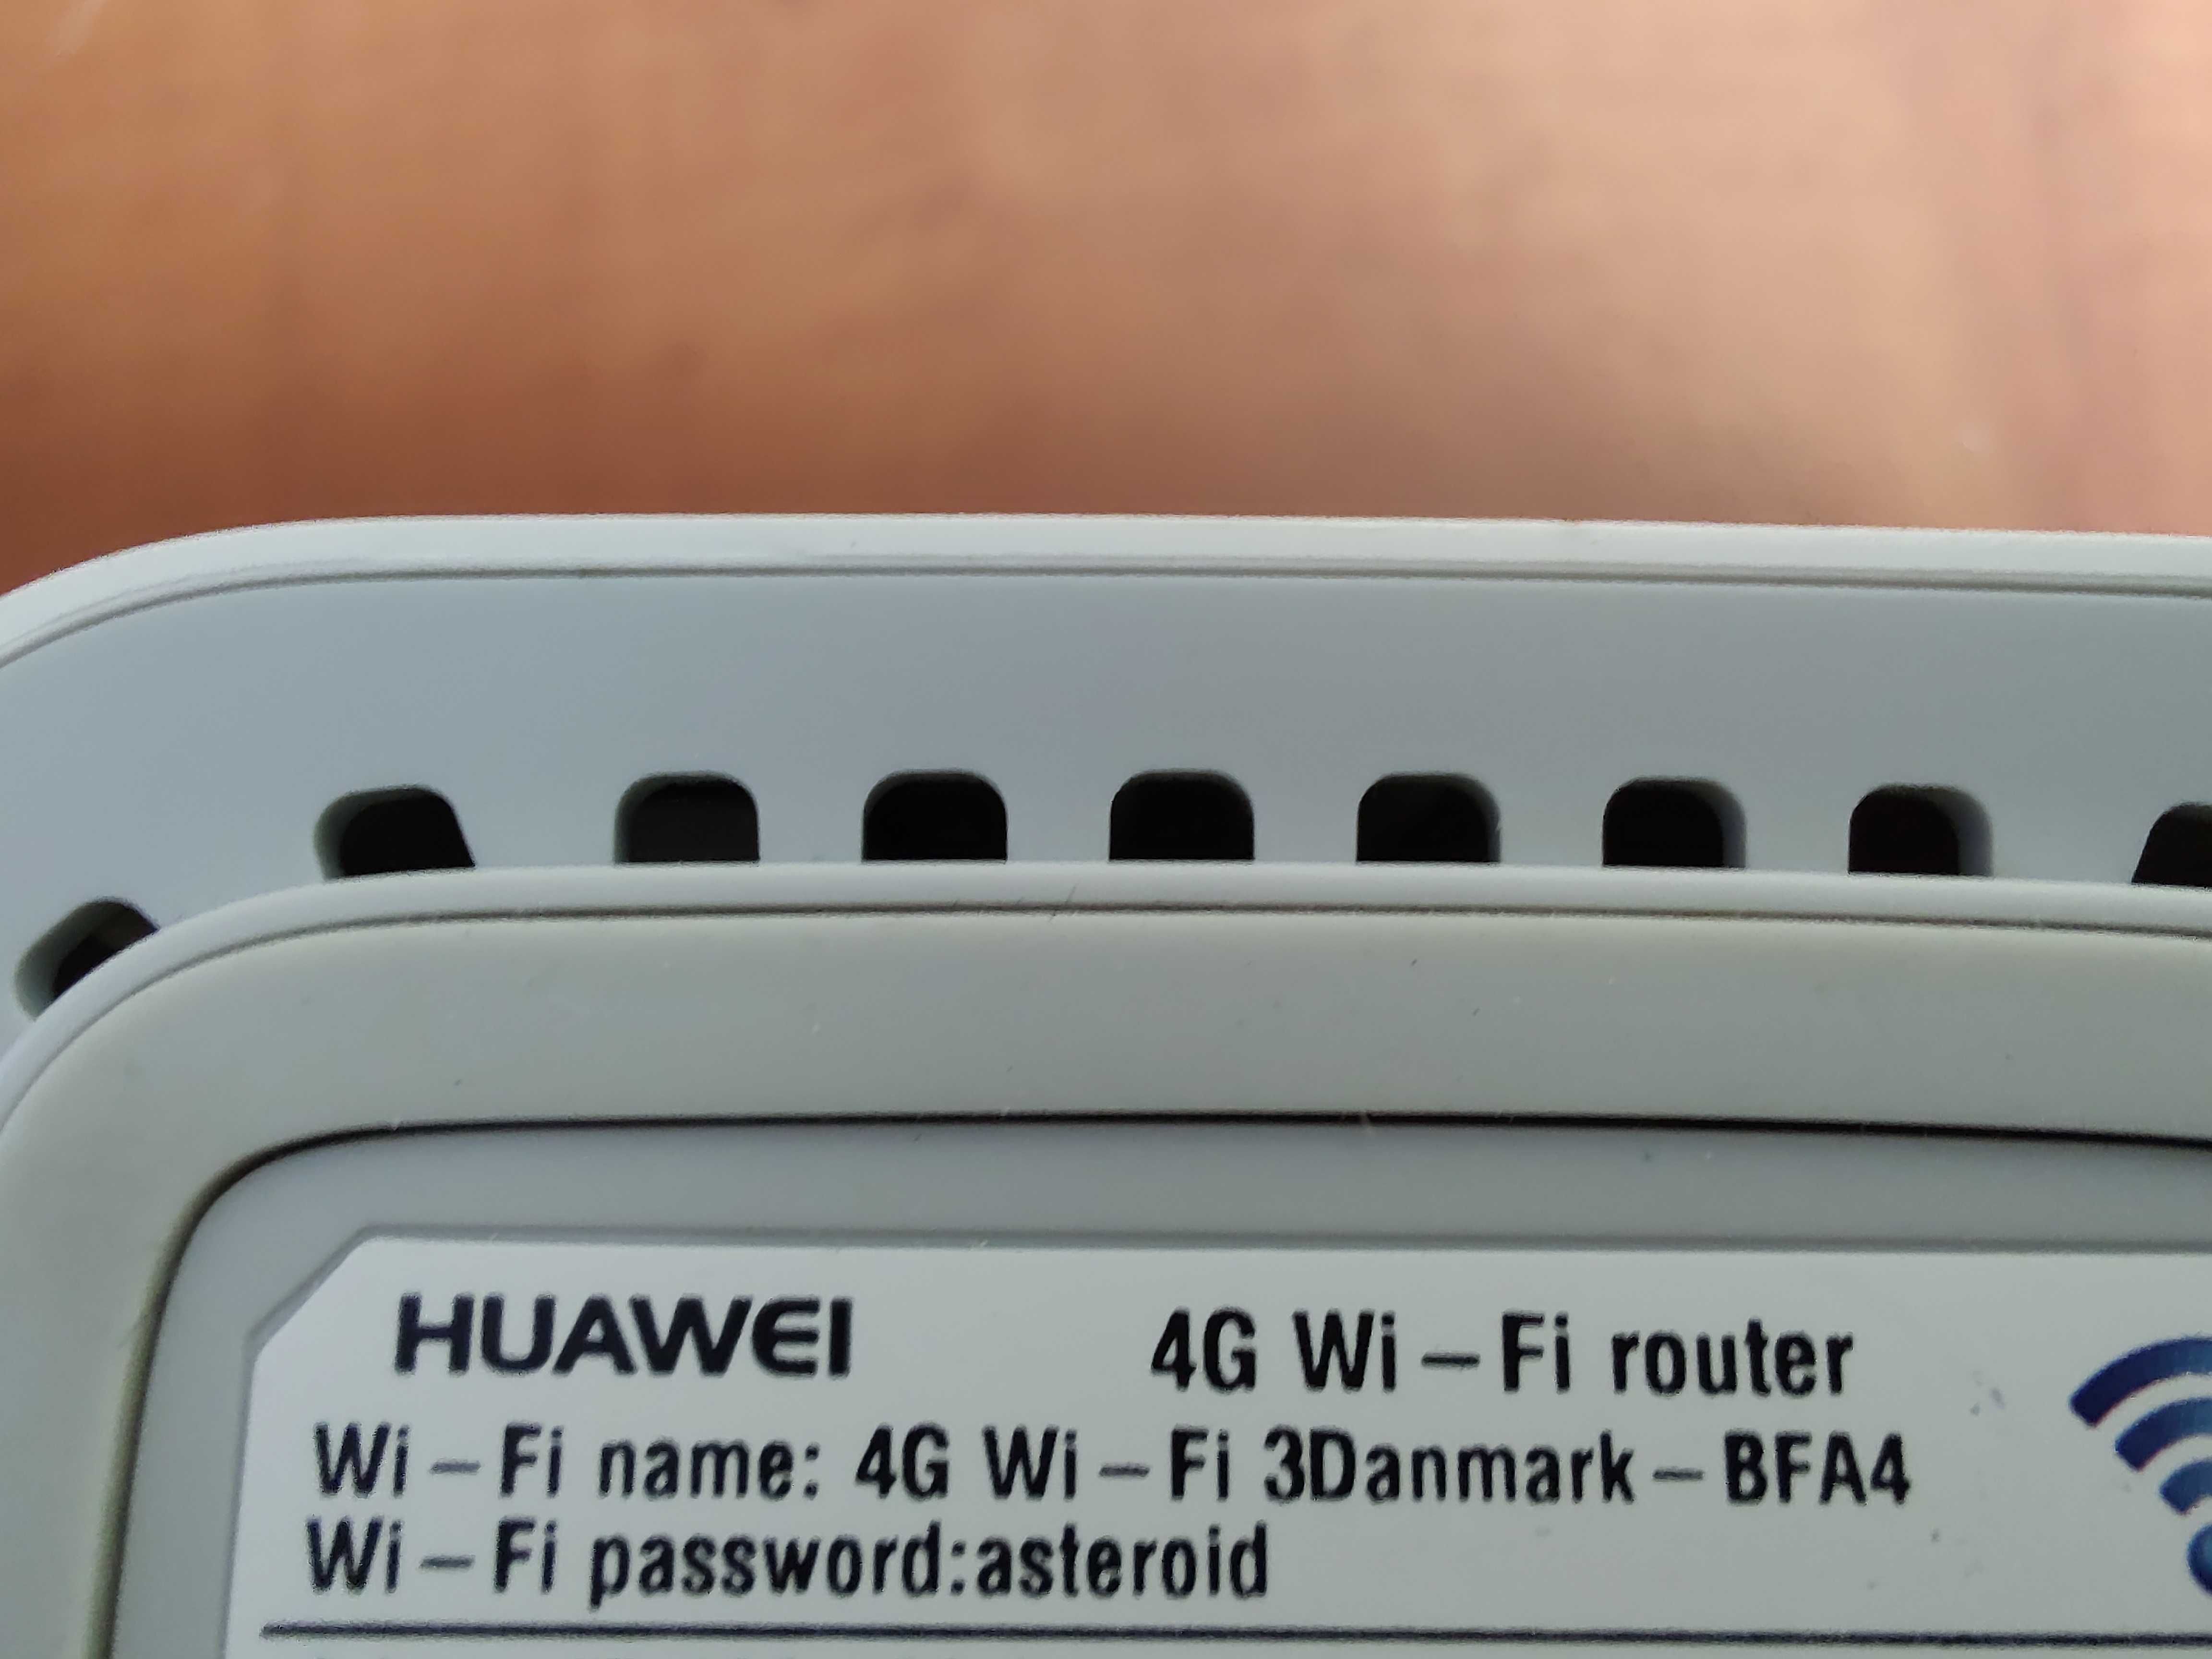 HUAWEI 4G Wi-Fi router
Wi-Fi name: 4G Wi-Fi 3Danmark-BFA4
Wi-Fi password:asteroid